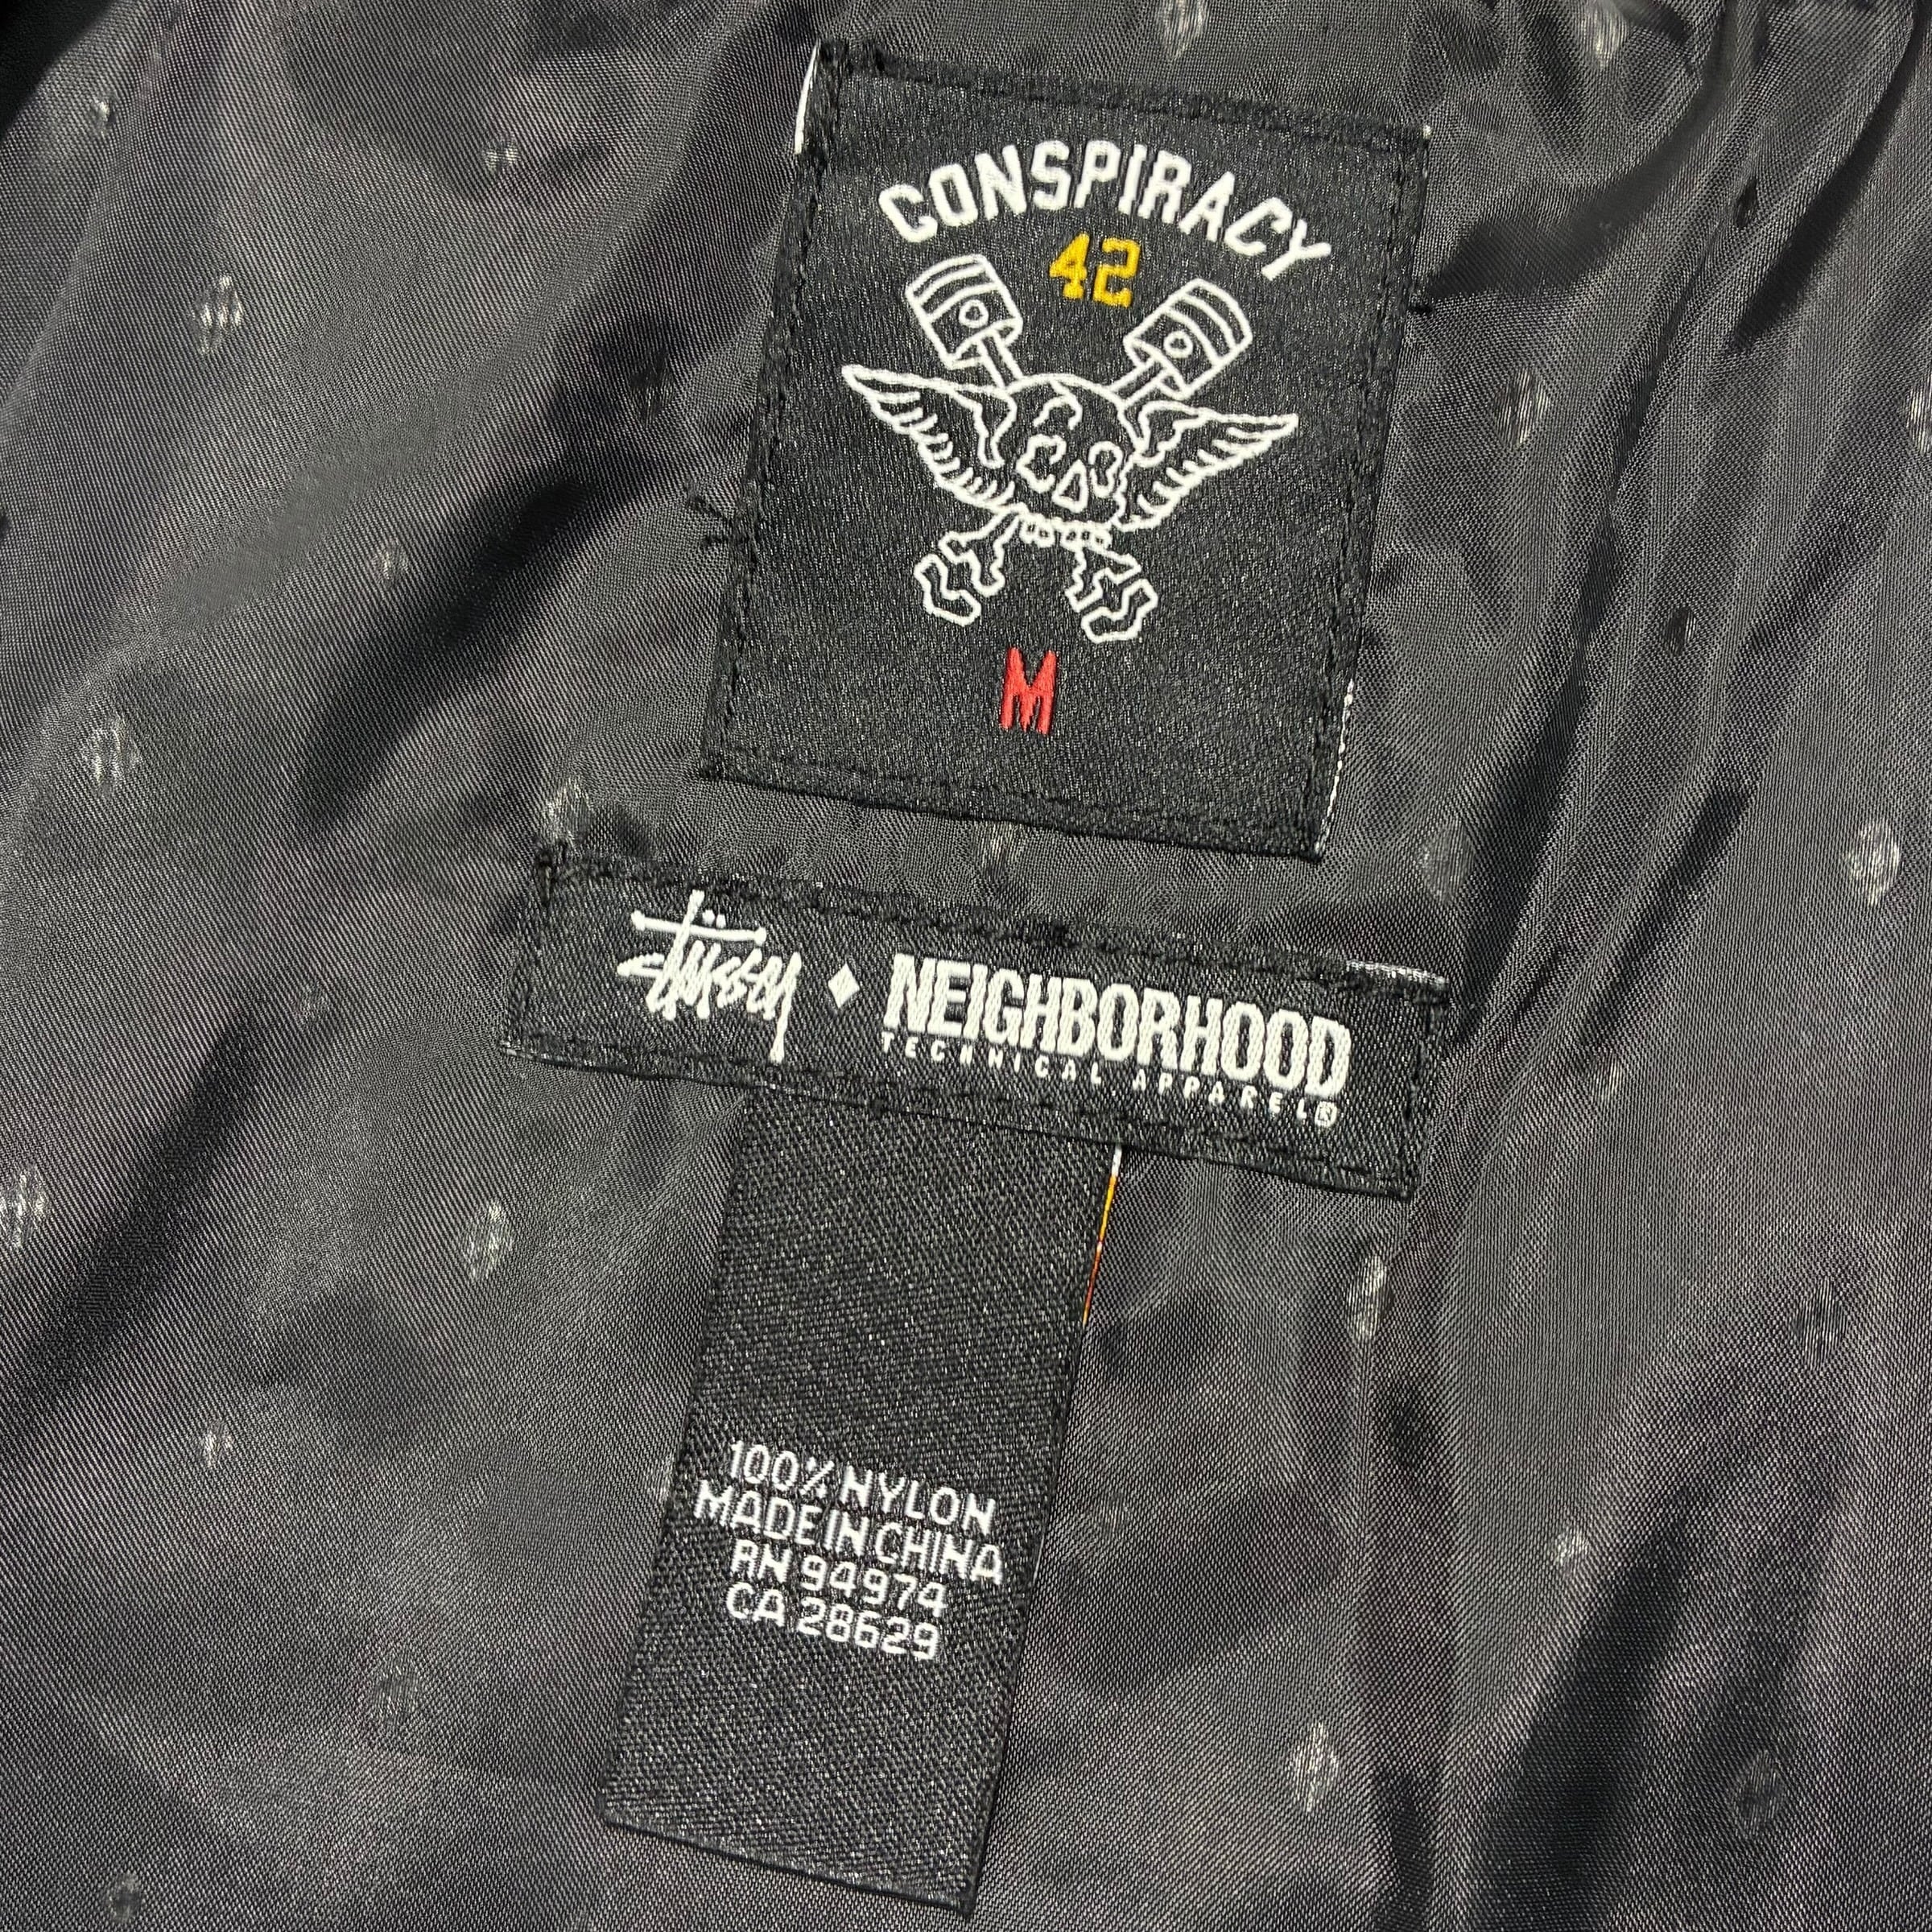 CONSPIRACY
42
M
Stüssy ♦ NEIGHBORHOOD
TECHNICAL APPAREL®
100% NYLON
MADE IN CHINA
RN 94974
CA 28629